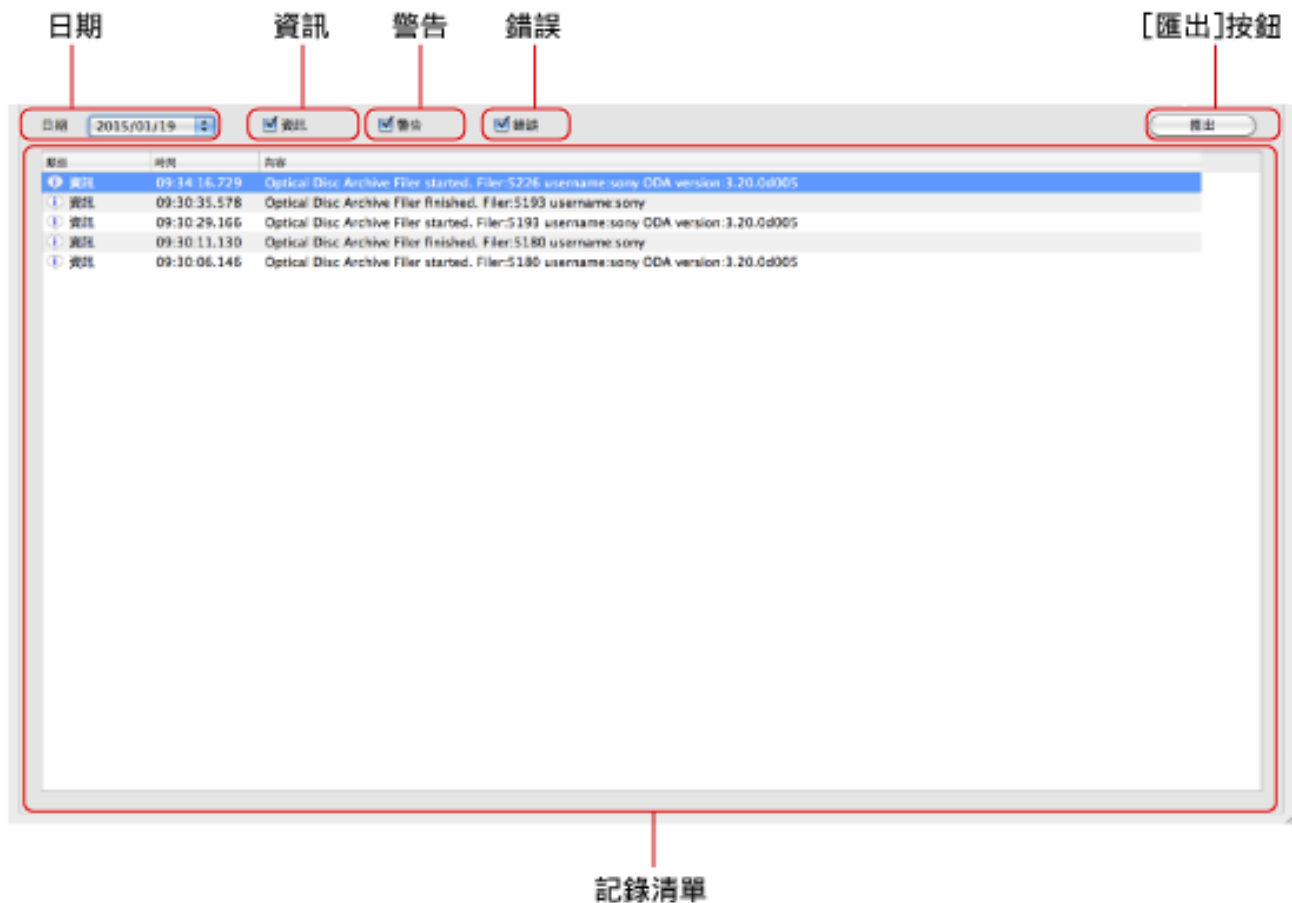 日期 資訊 警告 錯誤 [匯出]按鈕
日期 2015/01/19 資訊 警告 錯誤 匯出
類型 時間 內容
資訊 09:34:16.729 Optical Disc Archive Filer started. Filer:5226 username:sony ODA version:3.20.0d005
資訊 09:30:35.578 Optical Disc Archive Filer finished. Filer:5193 username:sony
資訊 09:30:29.166 Optical Disc Archive Filer started. Filer:5193 username:sony ODA version:3.20.0d005
資訊 09:30:11.130 Optical Disc Archive Filer finished. Filer:5180 username:sony
資訊 09:30:06.146 Optical Disc Archive Filer started. Filer:5180 username:sony ODA version:3.20.0d005
記錄清單